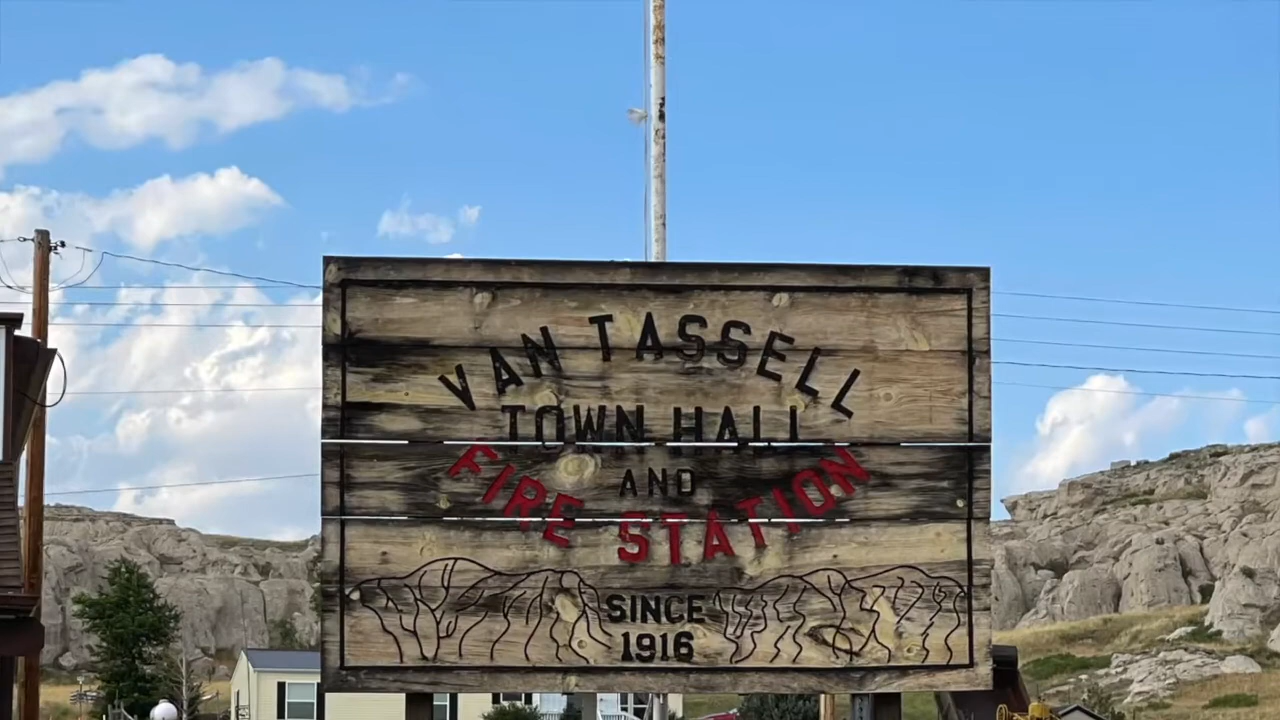 VAN TASSELL
TOWN HALL
AND
FIRE STATION
SINCE
1916